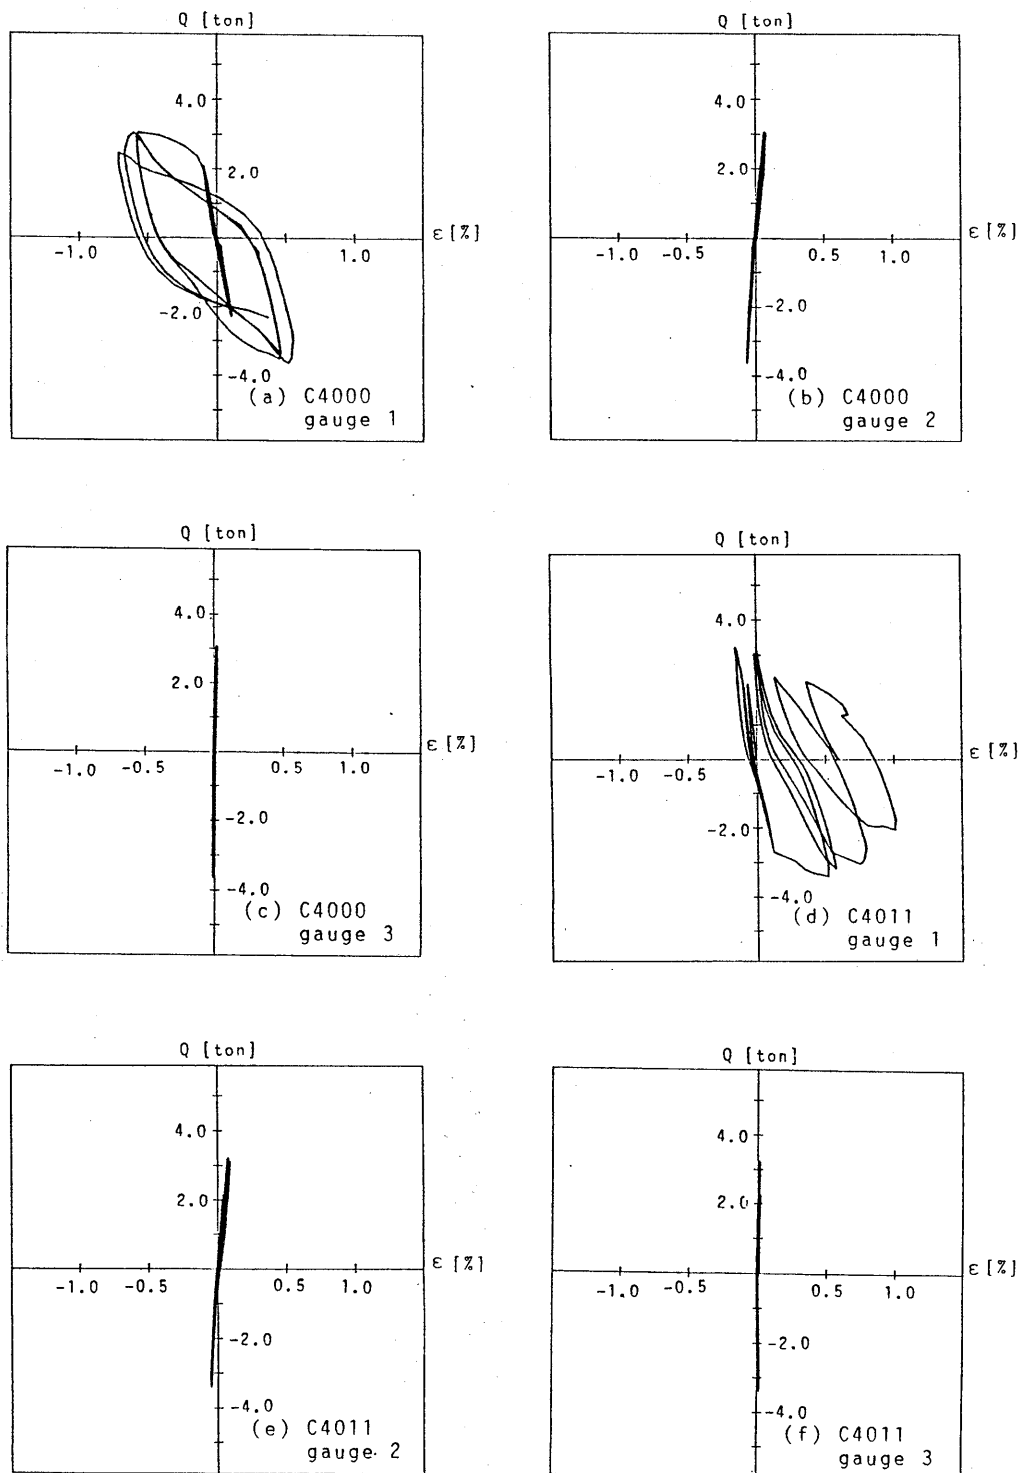 Q [ton]
4.0
2.0
ε[%]
-1.0
1.0
-2.0
-4.0
(a) C4000
gauge 1
Q [ton]
4.0
2.0
ε[%]
-1.0 -0.5 0.5 1.0
-2.0
-4.0
(b) C4000
gauge 2
Q [ton]
4.0
2.0
ε[%]
-1.0 -0.5 0.5 1.0
-2.0
-4.0
(c) C4000
gauge 3
Q [ton]
4.0
ε[%]
-1.0 -0.5 0.5 1.0
-2.0
-4.0
(d) C4011
gauge 1
Q [ton]
4.0
2.0
ε [%]
-1.0 -0.5 0.5 1.0
-2.0
-4.0
(e) C4011
gauge 2
Q [ton]
4.0
2.0
ε[%]
-1.0 -0.5 0.5 1.0
-2.0
-4.0
(f) C4011
gauge 3